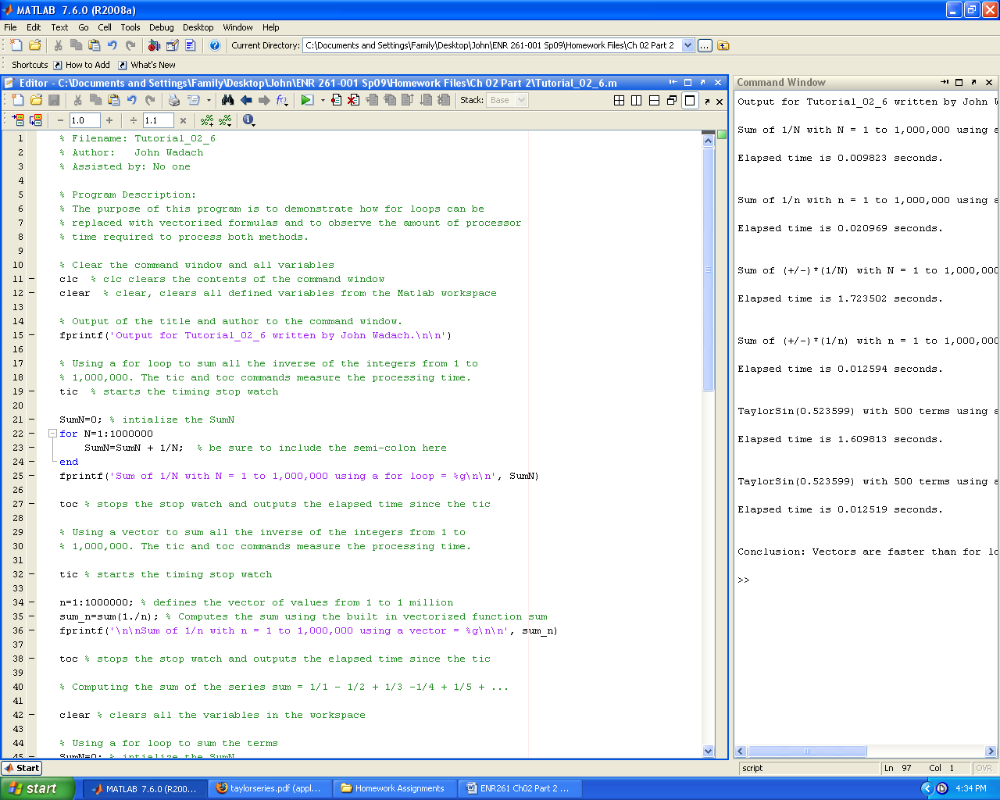 MATLAB 7.6.0 (R2008a)
File Edit Text Go Cell Tools Debug Desktop Window Help
Current Directory: C:\Documents and Settings\Family\Desktop\John\ENR 261-001 Sp09\Homework Files\Ch 02 Part 2
Shortcuts How to Add What's New
Editor - C:\Documents and Settings\Family\Desktop\John\ENR 261-001 Sp09\Homework Files\Ch 02 Part 2\Tutorial_02_6.m
Stack: Base
− 1.0 + ÷ 1.1 ×
1 % Filename: Tutorial_02_6
2 % Author:   John Wadach
3 % Assisted by: No one
4
5 % Program Description:
6 % The purpose of this program is to demonstrate how for loops can be
7 % replaced with vectorized formulas and to observe the amount of processor
8 % time required to process both methods.
9
10 % Clear the command window and all variables
11 – clc  % clc clears the contents of the command window
12 – clear  % clear, clears all defined variables from the Matlab workspace
13
14 % Output of the title and author to the command window.
15 – fprintf('Output for Tutorial_02_6 written by John Wadach.\n\n')
16
17 % Using a for loop to sum all the inverse of the integers from 1 to
18 % 1,000,000. The tic and toc commands measure the processing time.
19 – tic  % starts the timing stop watch
20
21 – SumN=0; % intialize the SumN
22 – for N=1:1000000
23 –     SumN=SumN + 1/N;  % be sure to include the semi-colon here
24 – end
25 – fprintf('Sum of 1/N with N = 1 to 1,000,000 using a for loop = %g\n\n', SumN)
26
27 – toc % stops the stop watch and outputs the elapsed time since the tic
28
29 % Using a vector to sum all the inverse of the integers from 1 to
30 % 1,000,000. The tic and toc commands measure the processing time.
31
32 – tic % starts the timing stop watch
33
34 – n=1:1000000; % defines the vector of values from 1 to 1 million
35 – sum_n=sum(1./n); % Computes the sum using the built in vectorized function sum
36 – fprintf('\n\nSum of 1/n with n = 1 to 1,000,000 using a vector = %g\n\n', sum_n)
37
38 – toc % stops the stop watch and outputs the elapsed time since the tic
39
40 % Computing the sum of the series sum = 1/1 - 1/2 + 1/3 -1/4 + 1/5 + ...
41
42 – clear % clears all the variables in the workspace
43
44 % Using a for loop to sum the terms
45 – SumN=0; % intialize the SumN
Command Window
Output for Tutorial_02_6 written by John W
Sum of 1/N with N = 1 to 1,000,000 using a
Elapsed time is 0.009823 seconds.
Sum of 1/n with n = 1 to 1,000,000 using a
Elapsed time is 0.020969 seconds.
Sum of (+/-)*(1/N) with N = 1 to 1,000,000
Elapsed time is 1.723502 seconds.
Sum of (+/-)*(1/n) with n = 1 to 1,000,000
Elapsed time is 0.012594 seconds.
TaylorSin(0.523599) with 500 terms using a
Elapsed time is 1.609813 seconds.
TaylorSin(0.523599) with 500 terms using a
Elapsed time is 0.012519 seconds.
Conclusion: Vectors are faster than for lo
>>
Start
script Ln 97 Col 1 OVR
start MATLAB 7.6.0 (R200... taylorseries.pdf (appl... Homework Assignments ENR261 Ch02 Part 2 ... 4:34 PM